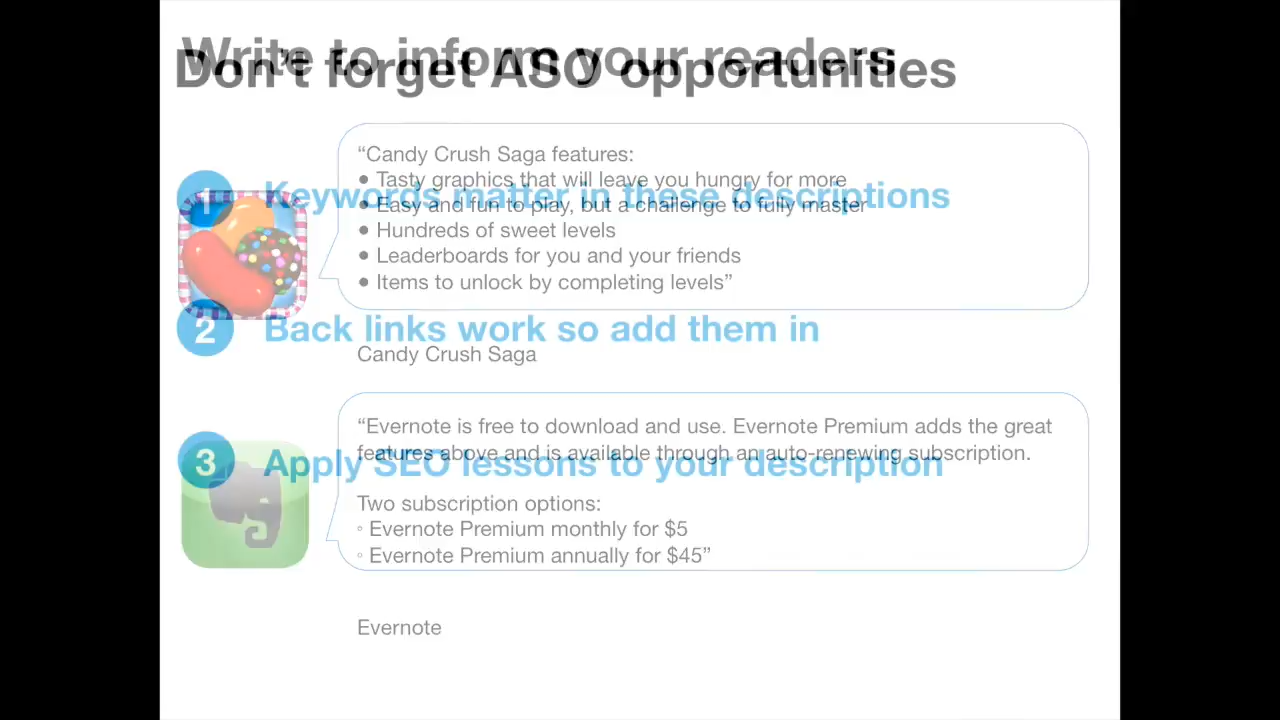 Write to inform your readers
Don't forget ASO opportunities
“Candy Crush Saga features:
• Tasty graphics that will leave you hungry for more
1 Keywords matter in these descriptions
• Easy and fun to play, but a challenge to fully master
• Hundreds of sweet levels
• Leaderboards for you and your friends
• Items to unlock by completing levels”
2 Back links work so add them in
Candy Crush Saga
“Evernote is free to download and use. Evernote Premium adds the great
features above and is available through an auto-renewing subscription.
3 Apply SEO lessons to your description
Two subscription options:
◦ Evernote Premium monthly for $5
◦ Evernote Premium annually for $45”
Evernote